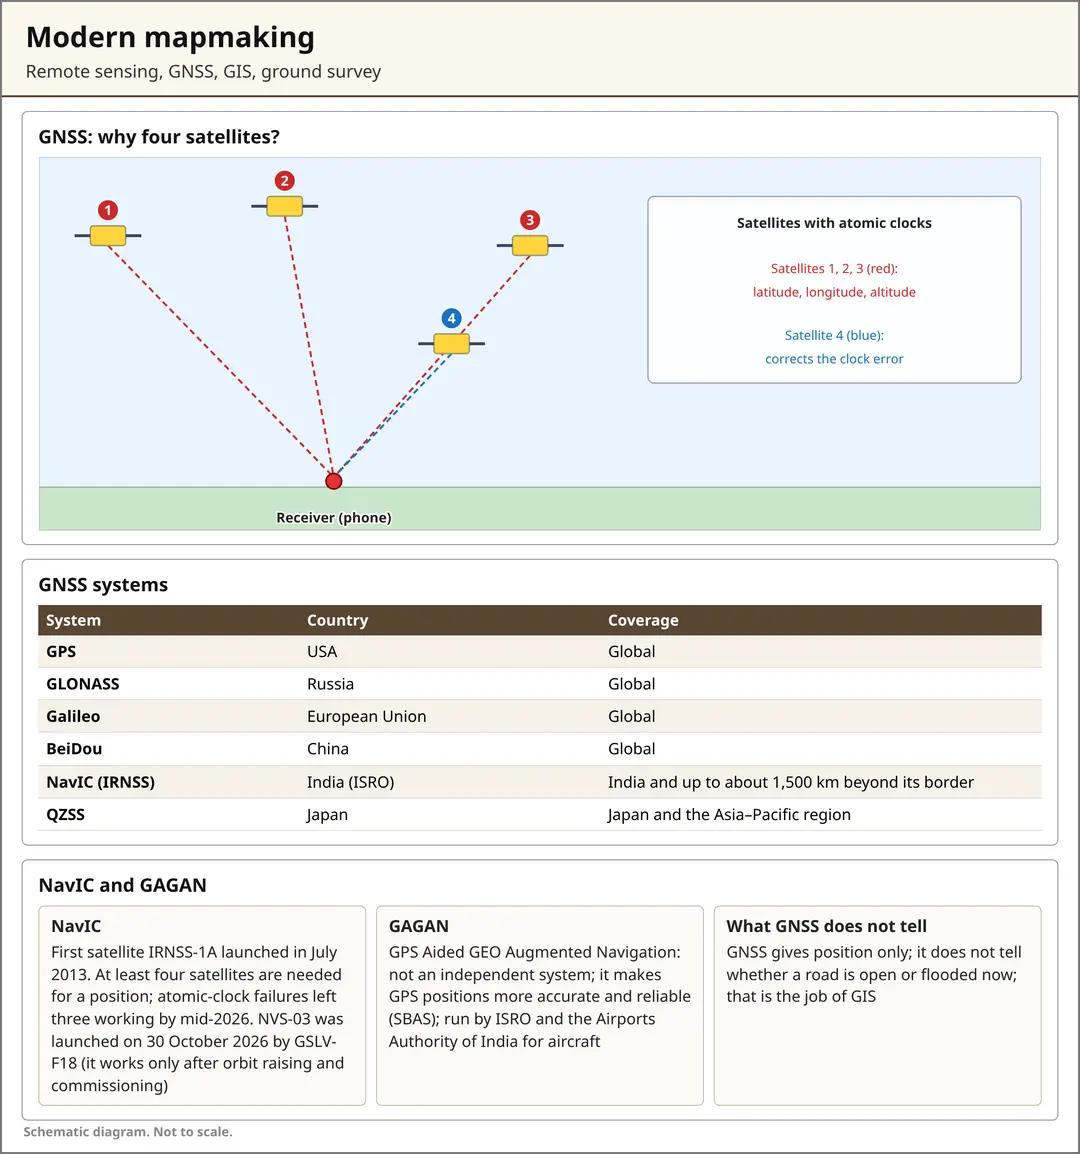 Modern mapmaking
Remote sensing, GNSS, GIS, ground survey
GNSS: why four satellites?
1
2
3
4
Satellites with atomic clocks
Satellites 1, 2, 3 (red):
latitude, longitude, altitude
Satellite 4 (blue):
corrects the clock error
Receiver (phone)
GNSS systems
System Country Coverage
GPS USA Global
GLONASS Russia Global
Galileo European Union Global
BeiDou China Global
NavIC (IRNSS) India (ISRO) India and up to about 1,500 km beyond its border
QZSS Japan Japan and the Asia–Pacific region
NavIC and GAGAN
NavIC
First satellite IRNSS-1A launched in July
2013. At least four satellites are needed
for a position; atomic-clock failures left
three working by mid-2026. NVS-03 was
launched on 30 October 2026 by GSLV-
F18 (it works only after orbit raising and
commissioning)
GAGAN
GPS Aided GEO Augmented Navigation:
not an independent system; it makes
GPS positions more accurate and reliable
(SBAS); run by ISRO and the Airports
Authority of India for aircraft
What GNSS does not tell
GNSS gives position only; it does not tell
whether a road is open or flooded now;
that is the job of GIS
Schematic diagram. Not to scale.